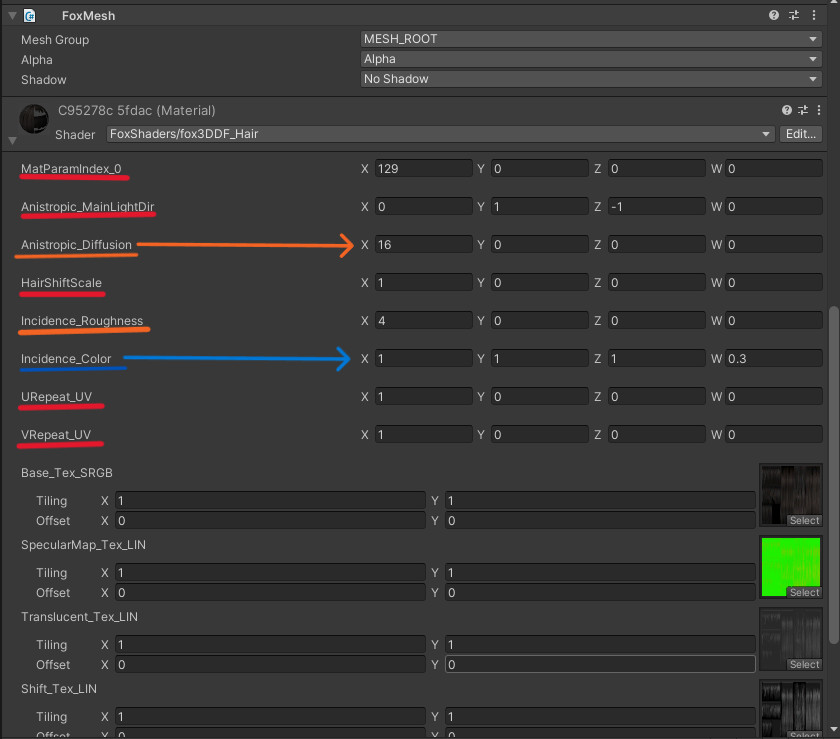 FoxMesh
Mesh Group MESH_ROOT
Alpha Alpha
Shadow No Shadow
C95278c 5fdac (Material)
Shader FoxShaders/fox3DDF_Hair Edit...
MatParamIndex_0 X 129 Y 0 Z 0 W 0
Anistropic_MainLightDir X 0 Y 1 Z -1 W 0
Anistropic_Diffusion X 16 Y 0 Z 0 W 0
HairShiftScale X 1 Y 0 Z 0 W 0
Incidence_Roughness X 4 Y 0 Z 0 W 0
Incidence_Color X 1 Y 1 Z 1 W 0.3
URepeat_UV X 1 Y 0 Z 0 W 0
VRepeat_UV X 1 Y 0 Z 0 W 0
Base_Tex_SRGB
Tiling X 1 Y 1
Offset X 0 Y 0 Select
SpecularMap_Tex_LIN
Tiling X 1 Y 1
Offset X 0 Y 0 Select
Translucent_Tex_LIN
Tiling X 1 Y 1
Offset X 0 Y 0 Select
Shift_Tex_LIN
Tiling X 1 Y 1
Offset X 0 Y 0 Select